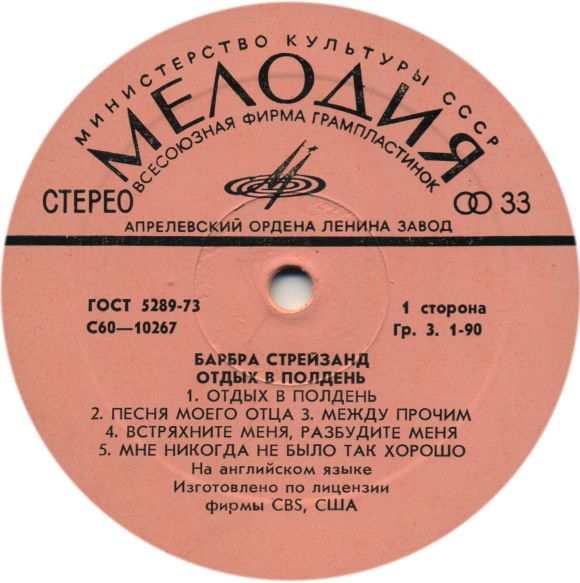 МИНИСТЕРСТВО КУЛЬТУРЫ СССР
МЕЛОДИЯ
ВСЕСОЮЗНАЯ ФИРМА ГРАМПЛАСТИНОК
СТЕРЕО
33
АПРЕЛЕВСКИЙ ОРДЕНА ЛЕНИНА ЗАВОД
ГОСТ 5289-73
1 сторона
С60—10267
Гр. 3. 1-90
БАРБРА СТРЕЙЗАНД
ОТДЫХ В ПОЛДЕНЬ
1. ОТДЫХ В ПОЛДЕНЬ
2. ПЕСНЯ МОЕГО ОТЦА 3. МЕЖДУ ПРОЧИМ
4. ВСТРЯХНИТЕ МЕНЯ, РАЗБУДИТЕ МЕНЯ
5. МНЕ НИКОГДА НЕ БЫЛО ТАК ХОРОШО
На английском языке
Изготовлено по лицензии
фирмы CBS, США